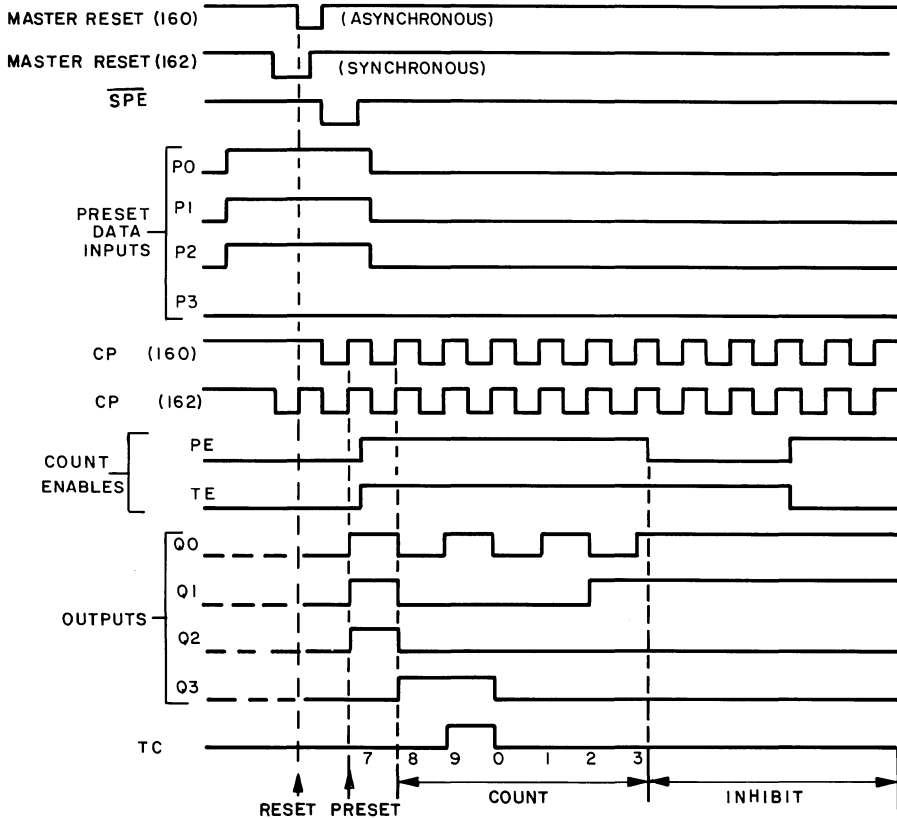 MASTER RESET (160) (ASYNCHRONOUS)
MASTER RESET (162) (SYNCHRONOUS)
SPE
P0
P1
PRESET
DATA
INPUTS
P2
P3
CP (160)
CP (162)
PE
COUNT
ENABLES
TE
Q0
Q1
OUTPUTS
Q2
Q3
TC
7 8 9 0 1 2 3
RESET PRESET COUNT INHIBIT